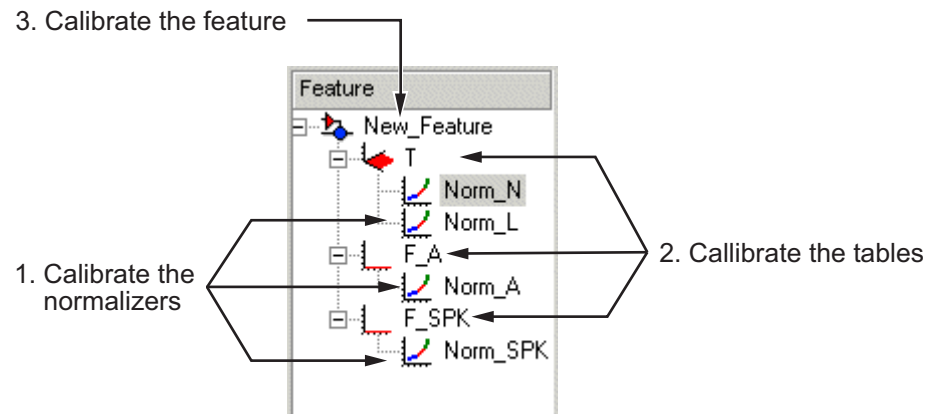 3. Calibrate the feature
Feature
New_Feature
T
Norm_N
Norm_L
F_A
Norm_A
F_SPK
Norm_SPK
1. Calibrate the
normalizers
2. Callibrate the tables